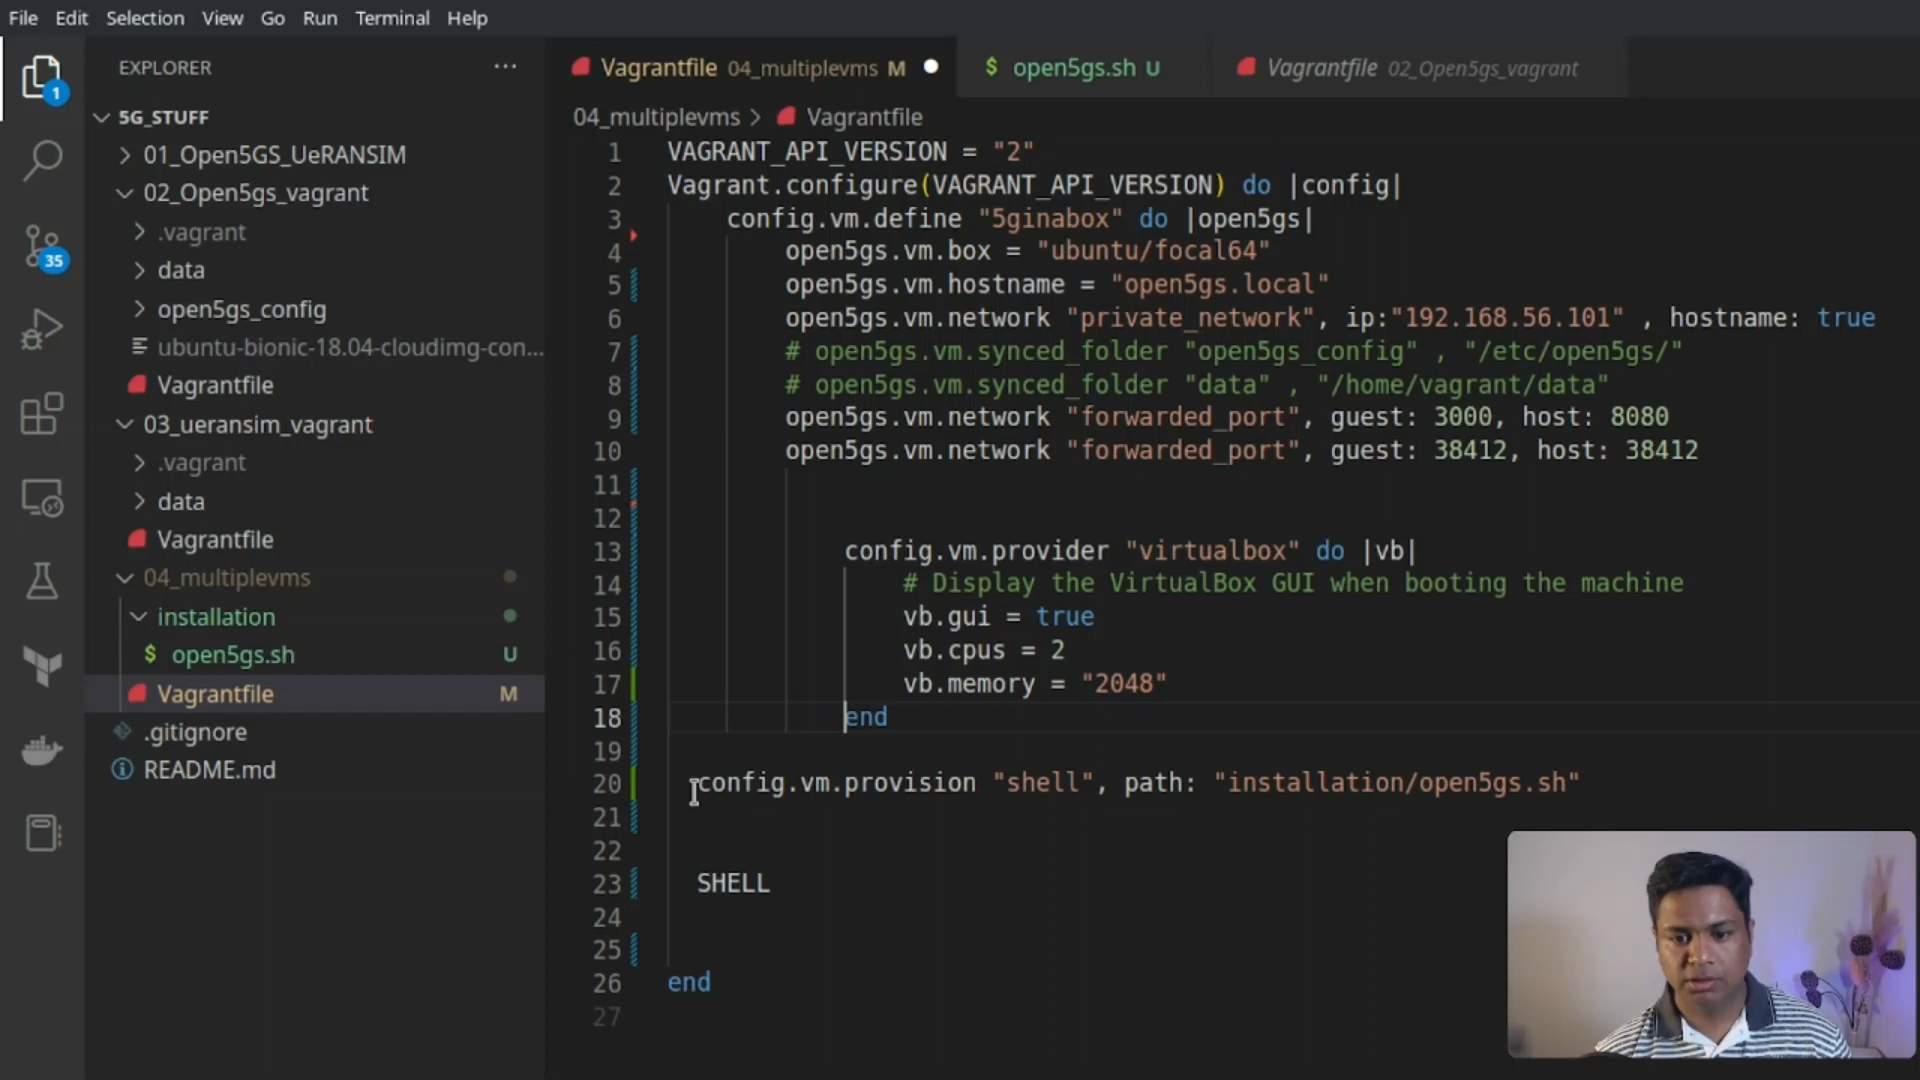 File Edit Selection View Go Run Terminal Help
EXPLORER ...
Vagrantfile 04_multiplevms M
$ open5gs.sh U
Vagrantfile 02_Open5gs_vagrant
1
35
5G_STUFF
01_Open5GS_UeRANSIM
02_Open5gs_vagrant
.vagrant
data
open5gs_config
ubuntu-bionic-18.04-cloudimg-con...
Vagrantfile
03_ueransim_vagrant
.vagrant
data
Vagrantfile
04_multiplevms
installation
$ open5gs.sh U
Vagrantfile M
.gitignore
README.md
04_multiplevms > Vagrantfile
1 VAGRANT_API_VERSION = "2"
2 Vagrant.configure(VAGRANT_API_VERSION) do |config|
3 config.vm.define "5ginabox" do |open5gs|
4 open5gs.vm.box = "ubuntu/focal64"
5 open5gs.vm.hostname = "open5gs.local"
6 open5gs.vm.network "private_network", ip:"192.168.56.101" , hostname: true
7 # open5gs.vm.synced_folder "open5gs_config" , "/etc/open5gs/"
8 # open5gs.vm.synced_folder "data" , "/home/vagrant/data"
9 open5gs.vm.network "forwarded_port", guest: 3000, host: 8080
10 open5gs.vm.network "forwarded_port", guest: 38412, host: 38412
11
12
13 config.vm.provider "virtualbox" do |vb|
14 # Display the VirtualBox GUI when booting the machine
15 vb.gui = true
16 vb.cpus = 2
17 vb.memory = "2048"
18 end
19
20 config.vm.provision "shell", path: "installation/open5gs.sh"
21
22
23 SHELL
24
25
26 end
27